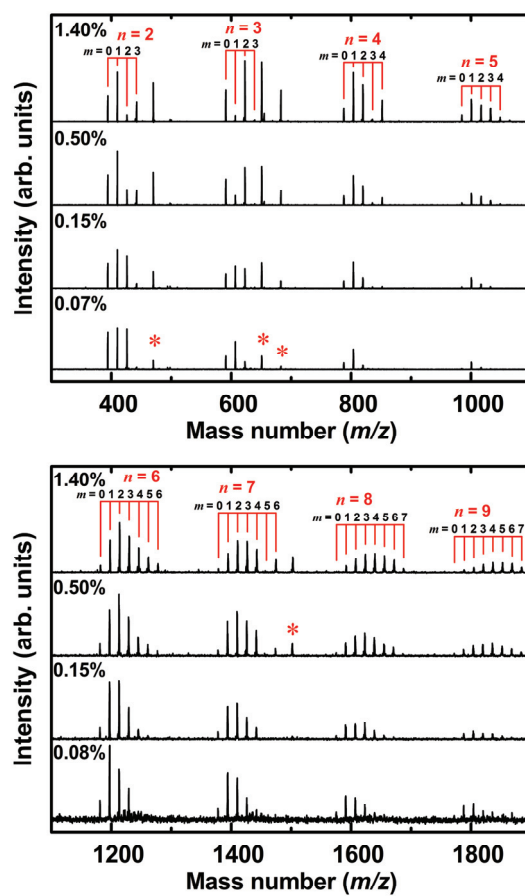 1.40%
n = 2
n = 3
n = 4
n = 5
m = 0 1 2 3
m = 0 1 2 3
m = 0 1 2 3 4
m = 0 1 2 3 4
0.50%
0.15%
0.07%
* * *
Intensity (arb. units)
400 600 800 1000
Mass number (m/z)
1.40%
n = 6
n = 7
n = 8
n = 9
m = 0 1 2 3 4 5 6
m = 0 1 2 3 4 5 6
m = 0 1 2 3 4 5 6 7
m = 0 1 2 3 4 5 6 7
0.50%
*
0.15%
0.08%
Intensity (arb. units)
1200 1400 1600 1800
Mass number (m/z)